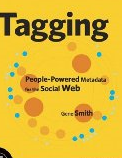 Tagging
People-Powered Metadata
for the Social Web
Gene Smith